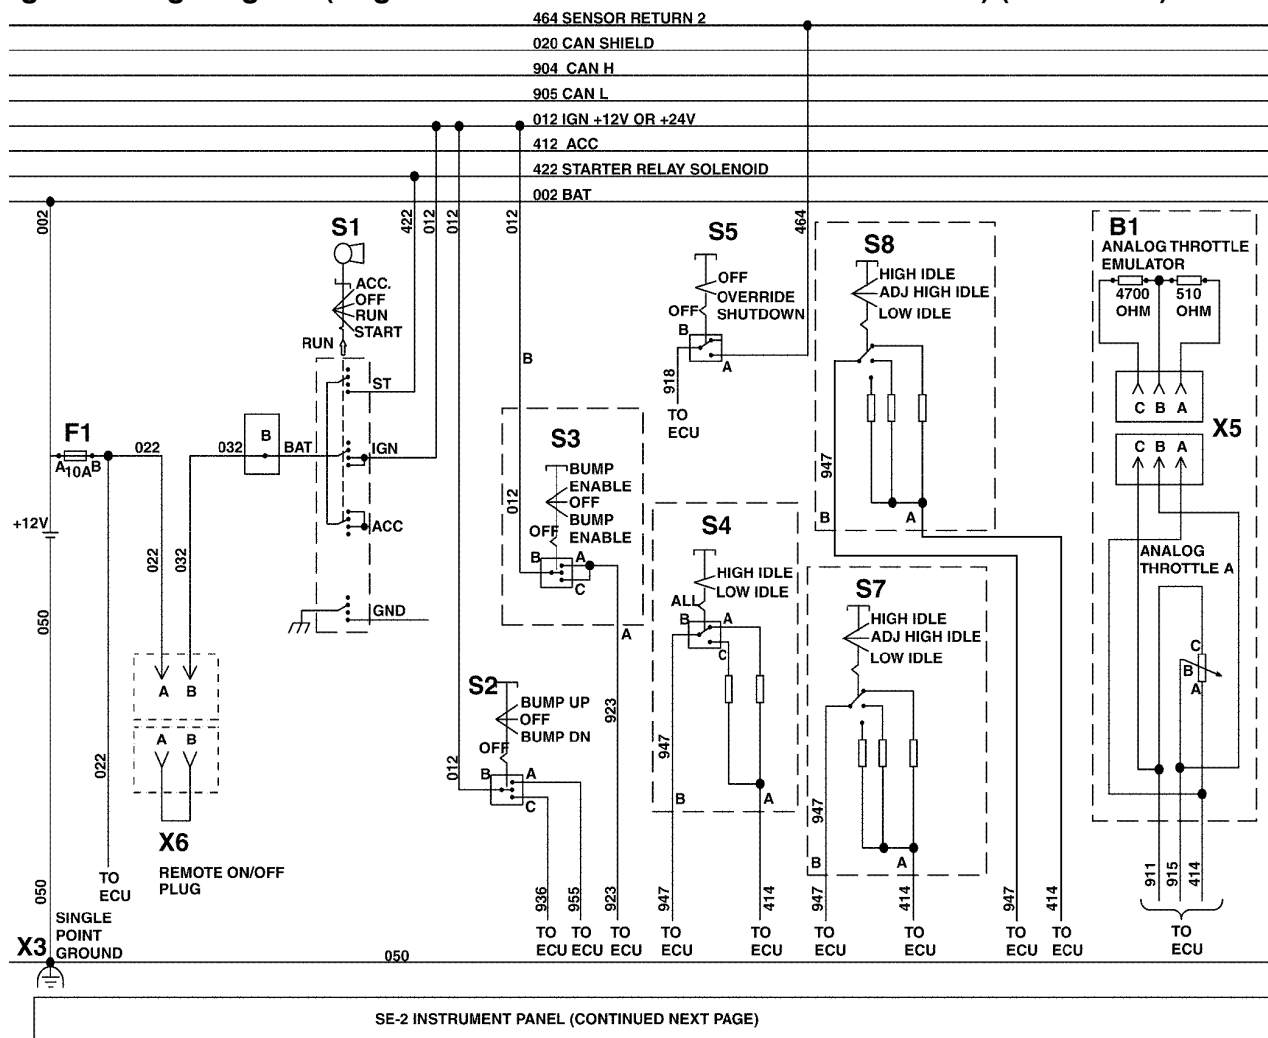 464 SENSOR RETURN 2
020 CAN SHIELD
904 CAN H
905 CAN L
012 IGN +12V OR +24V
412 ACC
422 STARTER RELAY SOLENOID
002 BAT
002
422
012
012
012
464
S1
ACC.
OFF
RUN
START
RUN
ST
IGN
ACC
GND
BAT
B
032
022
F1
A 10A B
+12V
022
032
050
A B
A B
X6
REMOTE ON/OFF
PLUG
022
TO
ECU
050
SINGLE
POINT
GROUND
X3
050
B
012
S3
BUMP
ENABLE
OFF
BUMP
ENABLE
OFF
B
A
C
A
923
S2
BUMP UP
OFF
BUMP DN
OFF
012
B
A
C
936
955
923
TO
ECU
TO
ECU
TO
ECU
S5
OFF
OVERRIDE
SHUTDOWN
OFF
B
A
918
TO
ECU
S4
HIGH IDLE
LOW IDLE
ALL
B
A
C
947
B
A
947
414
TO
ECU
TO
ECU
S8
HIGH IDLE
ADJ HIGH IDLE
LOW IDLE
947
B
A
S7
HIGH IDLE
ADJ HIGH IDLE
LOW IDLE
947
B
A
947
414
947
414
TO
ECU
TO
ECU
TO
ECU
TO
ECU
B1
ANALOG THROTTLE
EMULATOR
4700
OHM
510
OHM
C B A
X5
C B A
ANALOG
THROTTLE A
C
B
A
911
915
414
TO
ECU
SE-2 INSTRUMENT PANEL (CONTINUED NEXT PAGE)